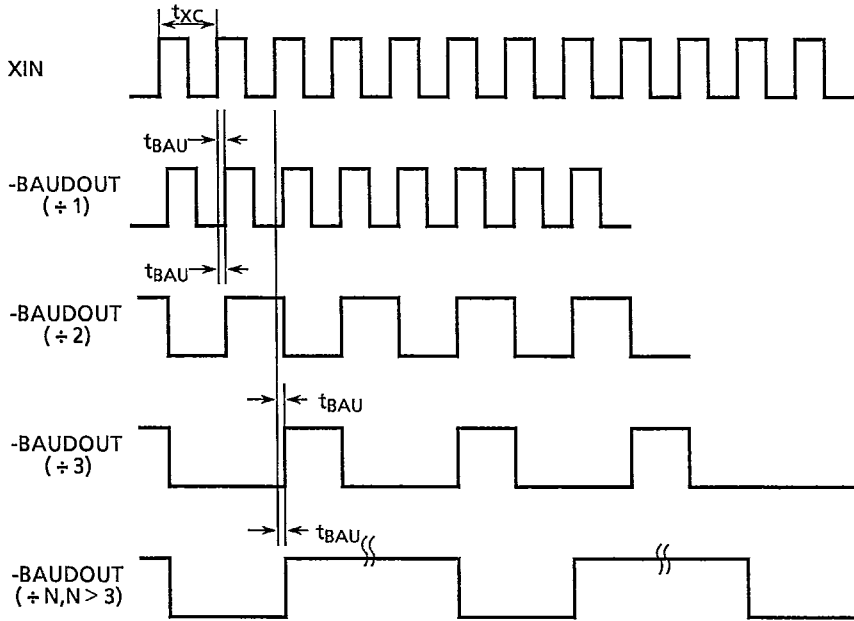 tXC
XIN
tBAU
-BAUDOUT
(÷1)
tBAU
-BAUDOUT
(÷2)
tBAU
-BAUDOUT
(÷3)
tBAU
-BAUDOUT
(÷N,N>3)